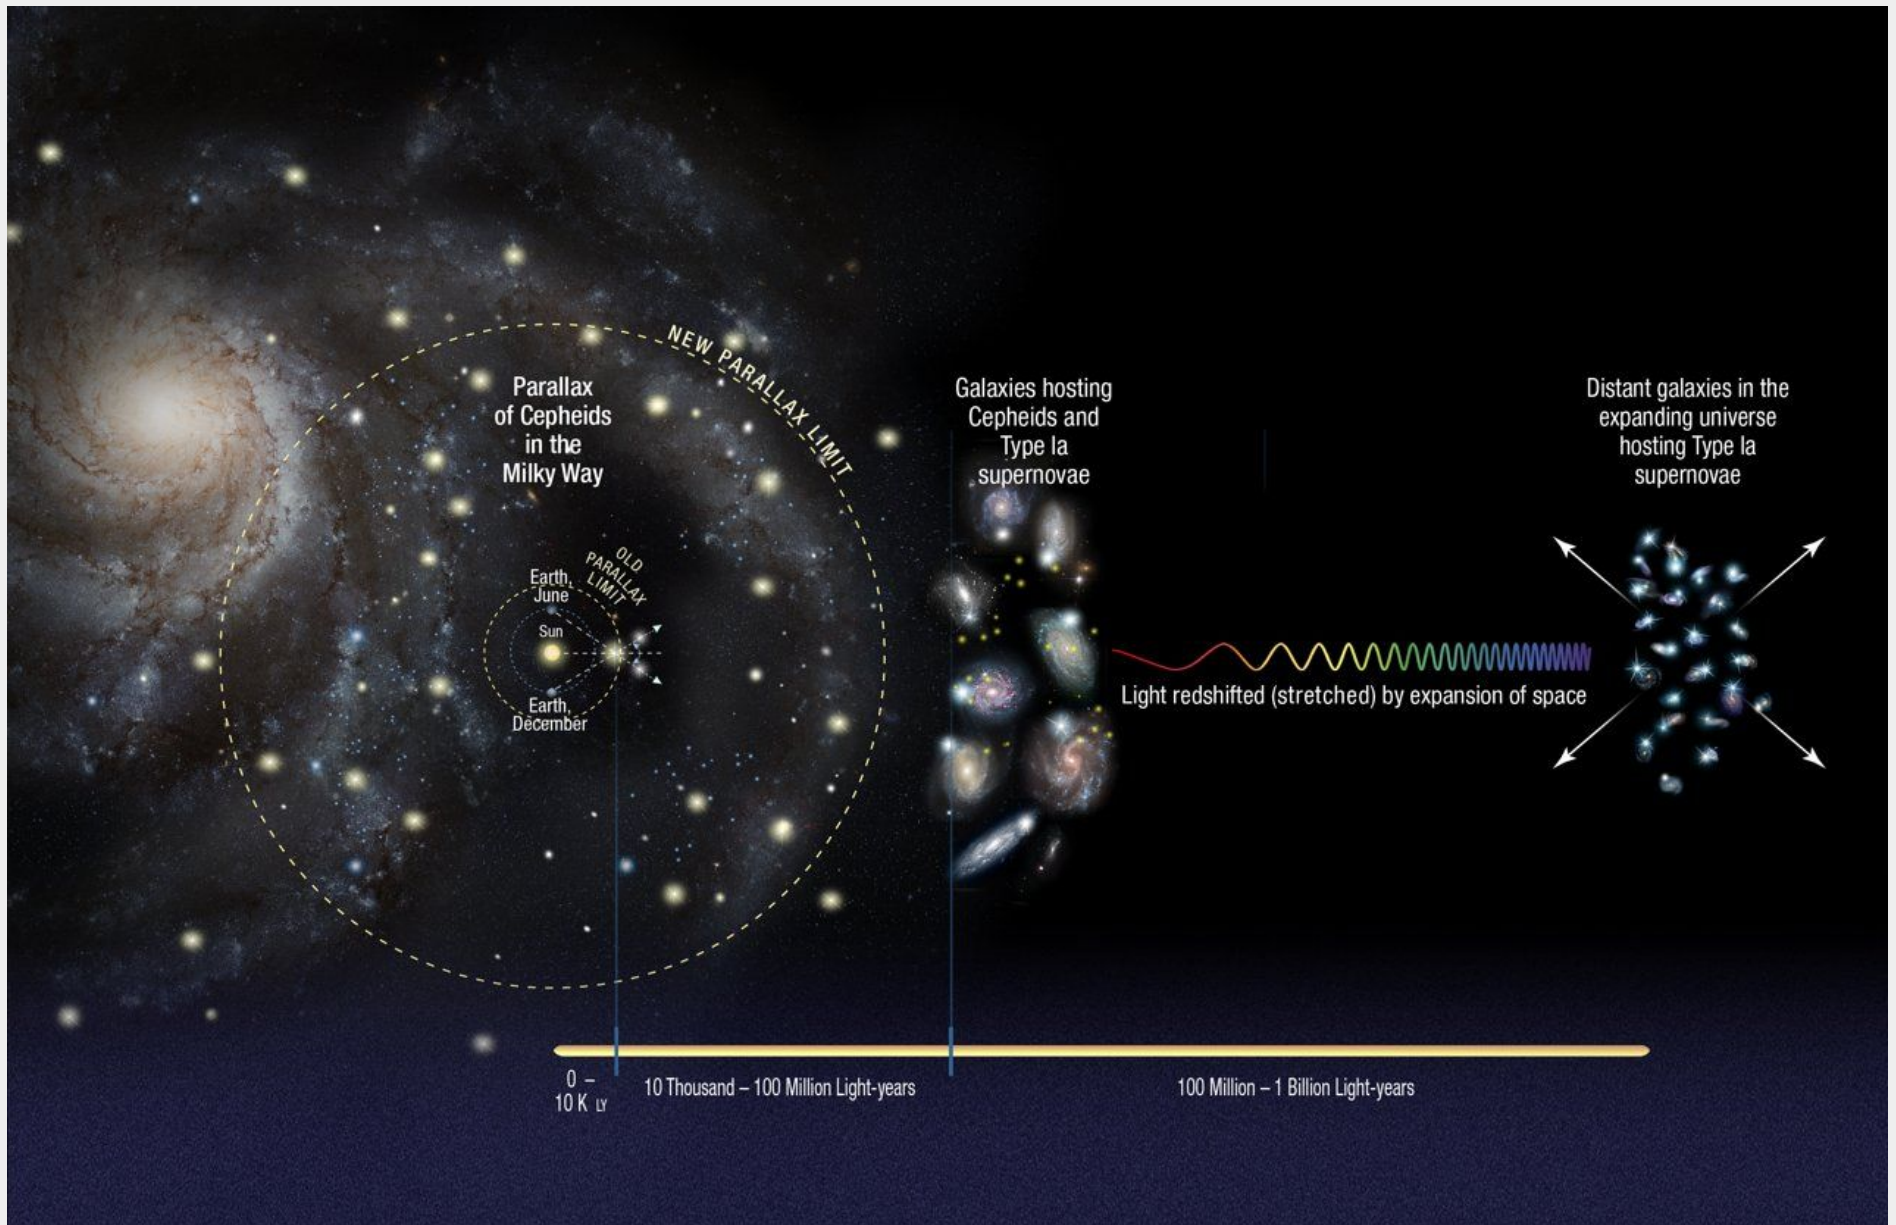 NEW PARALLAX LIMIT
Parallax
of Cepheids
in the
Milky Way
OLD
PARALLAX
LIMIT
Earth,
June
Sun
Earth,
December
Galaxies hosting
Cepheids and
Type Ia
supernovae
Light redshifted (stretched) by expansion of space
Distant galaxies in the
expanding universe
hosting Type Ia
supernovae
0 –
10 K LY
10 Thousand – 100 Million Light-years
100 Million – 1 Billion Light-years